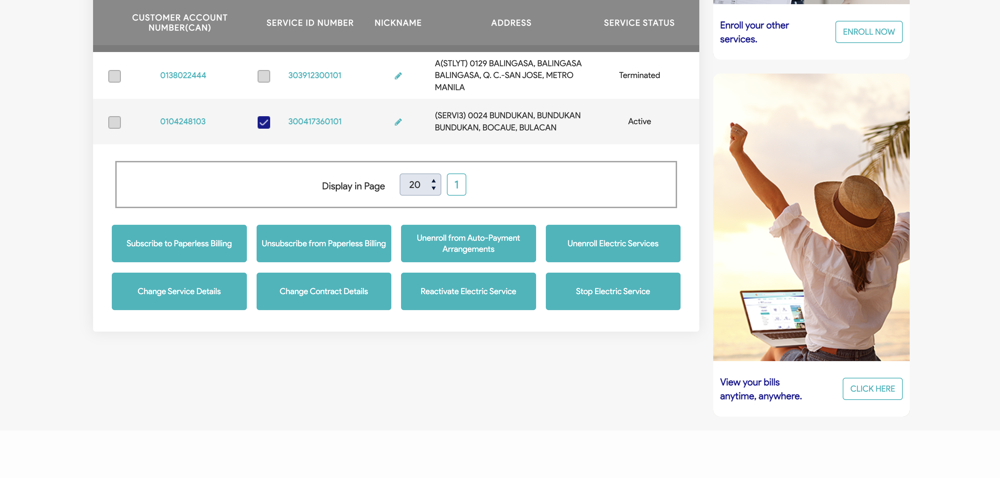 CUSTOMER ACCOUNT
NUMBER(CAN)
SERVICE ID NUMBER
NICKNAME
ADDRESS
SERVICE STATUS
0138022444
303912300101
A(STLYT) 0129 BALINGASA, BALINGASA
BALINGASA, Q. C.-SAN JOSE, METRO
MANILA
Terminated
0104248103
300417360101
(SERVI3) 0024 BUNDUKAN, BUNDUKAN
BUNDUKAN, BOCAUE, BULACAN
Active
Display in Page
20
1
Subscribe to Paperless Billing
Unsubscribe from Paperless Billing
Unenroll from Auto-Payment
Arrangements
Unenroll Electric Services
Change Service Details
Change Contract Details
Reactivate Electric Service
Stop Electric Service
Enroll your other
services.
ENROLL NOW
View your bills
anytime, anywhere.
CLICK HERE